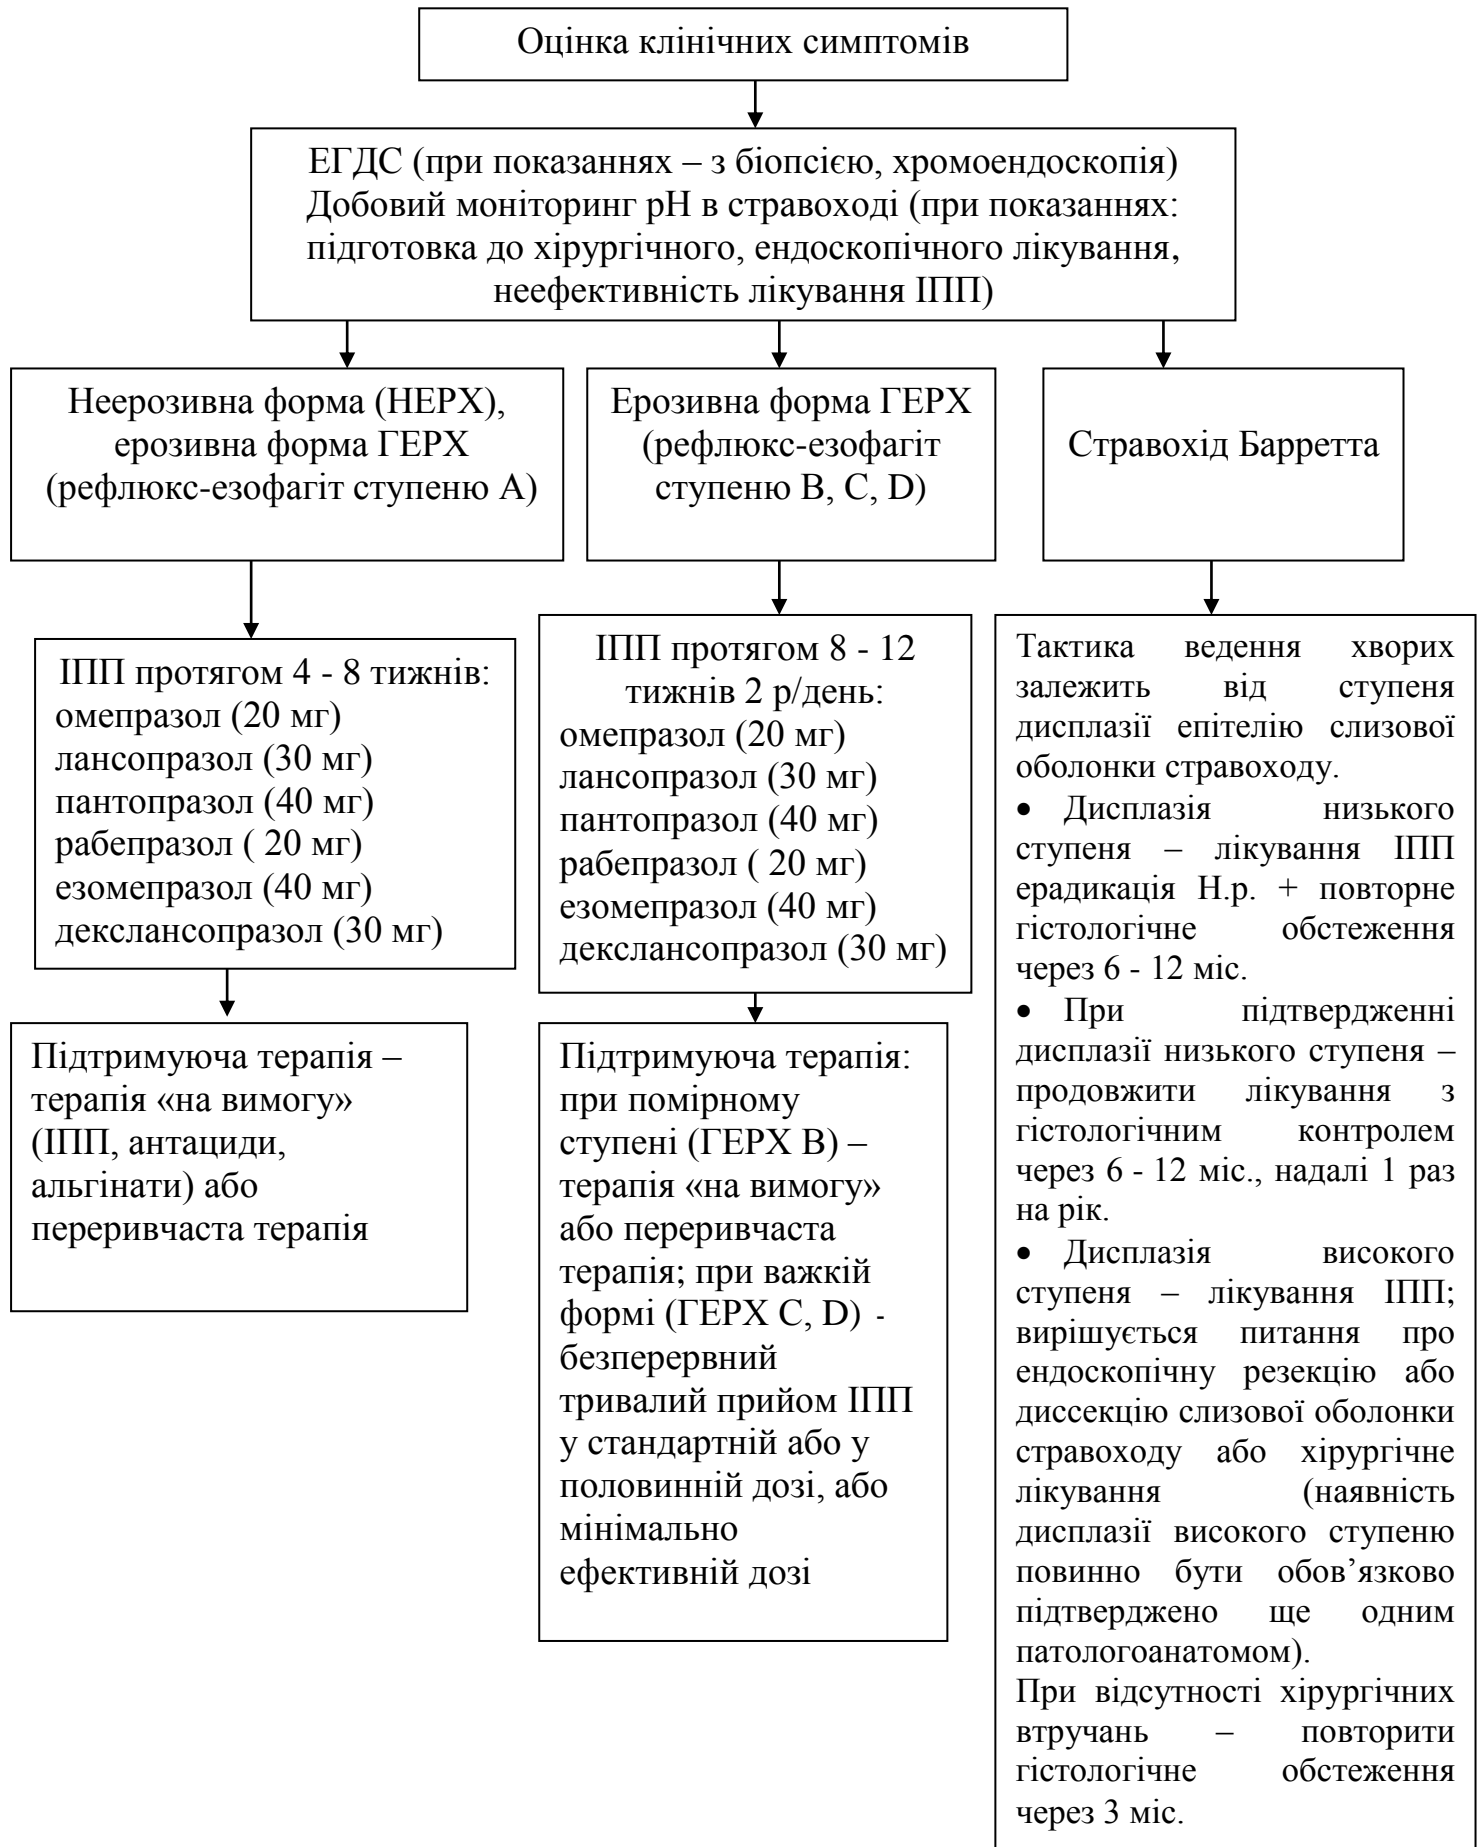 Оцінка клінічних симптомів
ЕГДС (при показаннях – з біопсією, хромоендоскопія)
Добовий моніторинг рН в стравоході (при показаннях:
підготовка до хірургічного, ендоскопічного лікування,
неефективність лікування ІПП)
Неерозивна форма (НЕРХ),
ерозивна форма ГЕРХ
(рефлюкс-езофагіт ступеню А)
Ерозивна форма ГЕРХ
(рефлюкс-езофагіт
ступеню В, С, D)
Стравохід Барретта
ІПП протягом 4 - 8 тижнів:
омепразол (20 мг)
лансопразол (30 мг)
пантопразол (40 мг)
рабепразол ( 20 мг)
езомепразол (40 мг)
декслансопразол (30 мг)
ІПП протягом 8 - 12
тижнів 2 р/день:
омепразол (20 мг)
лансопразол (30 мг)
пантопразол (40 мг)
рабепразол ( 20 мг)
езомепразол (40 мг)
декслансопразол (30 мг)
Тактика ведення хворих
залежить від ступеня
дисплазії епітелію слизової
оболонки стравоходу.
• Дисплазія низького
ступеня – лікування ІПП
ерадикація Н.р. + повторне
гістологічне обстеження
через 6 - 12 міс.
• При підтвердженні
дисплазії низького ступеня –
продовжити лікування з
гістологічним контролем
через 6 - 12 міс., надалі 1 раз
на рік.
• Дисплазія високого
ступеня – лікування ІПП;
вирішується питання про
ендоскопічну резекцію або
диссекцію слизової оболонки
стравоходу або хірургічне
лікування (наявність
дисплазії високого ступеню
повинно бути обов’язково
підтверджено ще одним
патологоанатомом).
При відсутності хірургічних
втручань – повторити
гістологічне обстеження
через 3 міс.
Підтримуюча терапія –
терапія «на вимогу»
(ІПП, антациди,
альгінати) або
переривчаста терапія
Підтримуюча терапія:
при помірному
ступені (ГЕРХ В) –
терапія «на вимогу»
або переривчаста
терапія; при важкій
формі (ГЕРХ С, D) -
безперервний
тривалий прийом ІПП
у стандартній або у
половинній дозі, або
мінімально
ефективній дозі